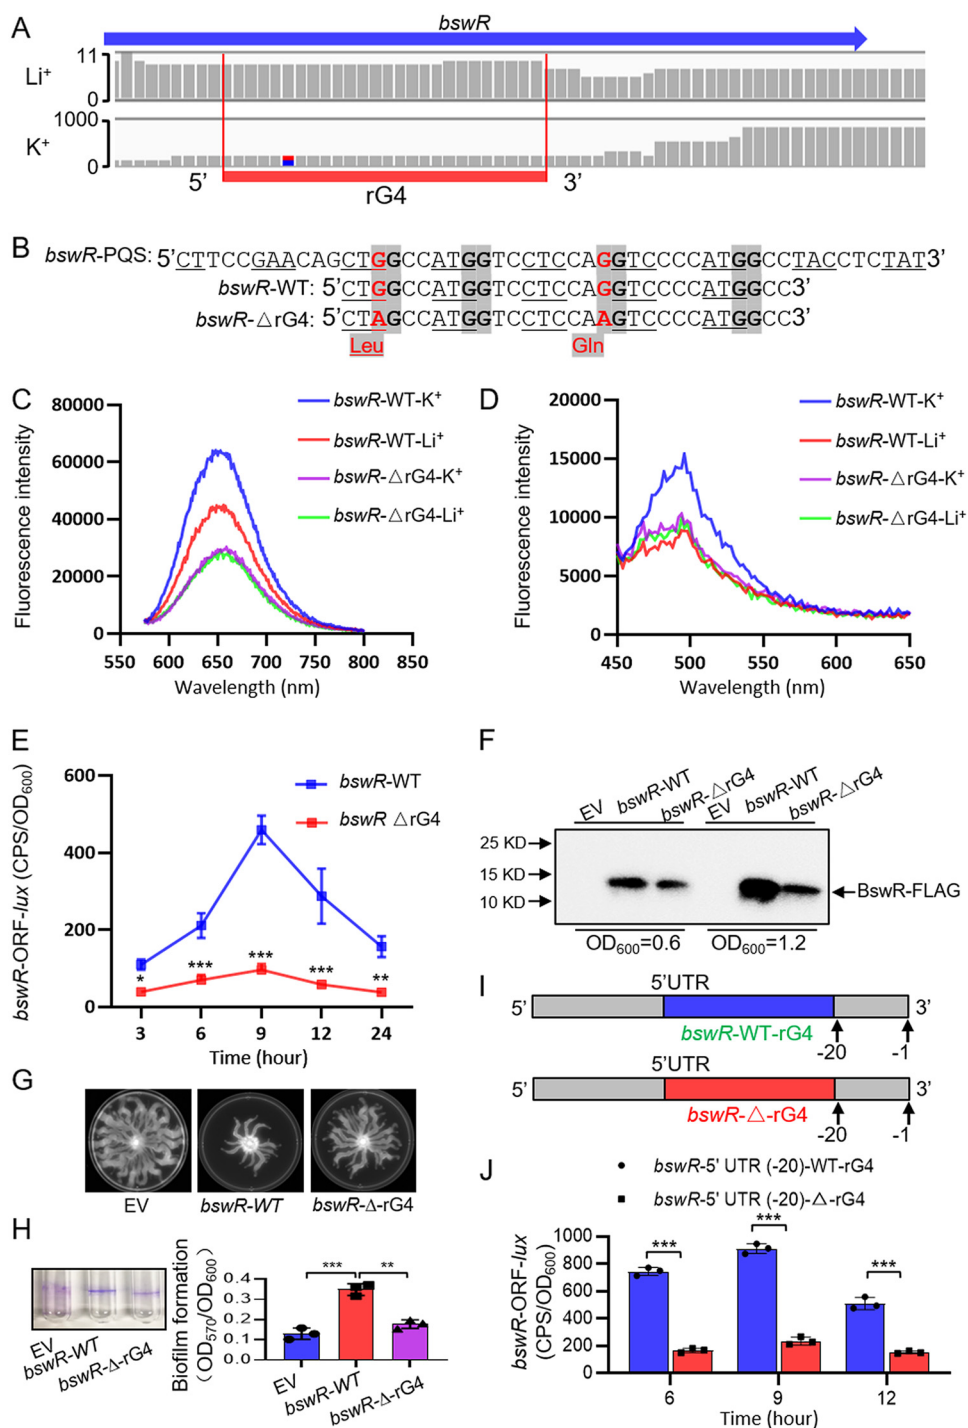 A
bswR
Li⁺
11
0
K⁺
1000
0
5’
rG4
3’
B
bswR-PQS: 5’CTTCCGAACAGCTGGCCATGGTCCTCCAGGTCCCCATGGCCTACCTCTAT3’
bswR-WT: 5’CTGGCCATGGTCCTCCAGGTCCCCATGGCC3’
bswR-△rG4: 5’CTAGCCATGGTCCTCCAAGTCCCCATGGCC3’
Leu
Gln
C
Fluorescence intensity
80000
60000
40000
20000
0
550 600 650 700 750 800 850
Wavelength (nm)
bswR-WT-K⁺
bswR-WT-Li⁺
bswR-△rG4-K⁺
bswR-△rG4-Li⁺
D
Fluorescence intensity
20000
15000
10000
5000
0
450 500 550 600 650
Wavelength (nm)
bswR-WT-K⁺
bswR-WT-Li⁺
bswR-△rG4-K⁺
bswR-△rG4-Li⁺
E
bswR-ORF-lux (CPS/OD₆₀₀)
600
400
200
0
bswR-WT
bswR △rG4
* *** *** *** **
3 6 9 12 24
Time (hour)
F
EV bswR-WT bswR-△rG4 EV bswR-WT bswR-△rG4
25 KD
15 KD
10 KD
BswR-FLAG
OD₆₀₀=0.6 OD₆₀₀=1.2
G
EV bswR-WT bswR-Δ-rG4
H
EV
bswR-WT
bswR-Δ-rG4
Biofilm formation
(OD₅₇₀/OD₆₀₀)
0.4
0.3
0.2
0.1
0.0
*** **
EV
bswR-WT
bswR-Δ-rG4
I
5’UTR
5’ 3’
bswR-WT-rG4
-20 -1
5’UTR
5’ 3’
bswR-△-rG4
-20 -1
J
bswR-5' UTR (-20)-WT-rG4
bswR-5' UTR (-20)-△-rG4
bswR-ORF-lux
(CPS/OD₆₀₀)
1000
800
600
400
200
0
*** *** ***
6 9 12
Time (hour)